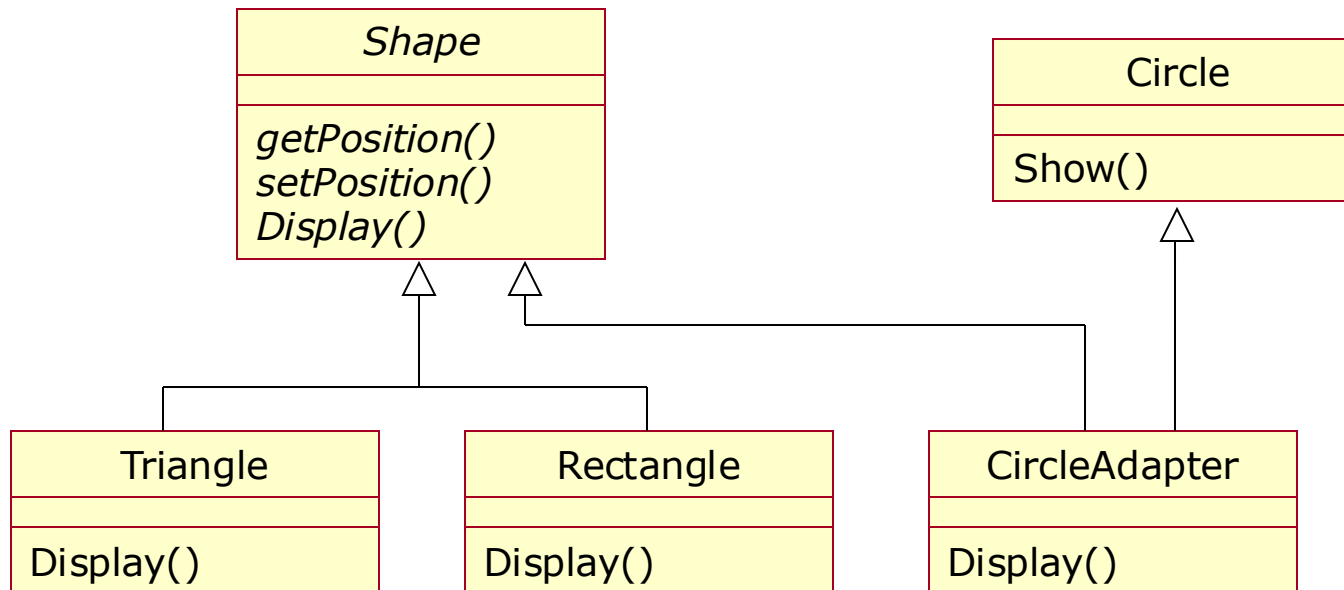 Shape
getPosition()
setPosition()
Display()
Circle
Show()
Triangle
Display()
Rectangle
Display()
CircleAdapter
Display()